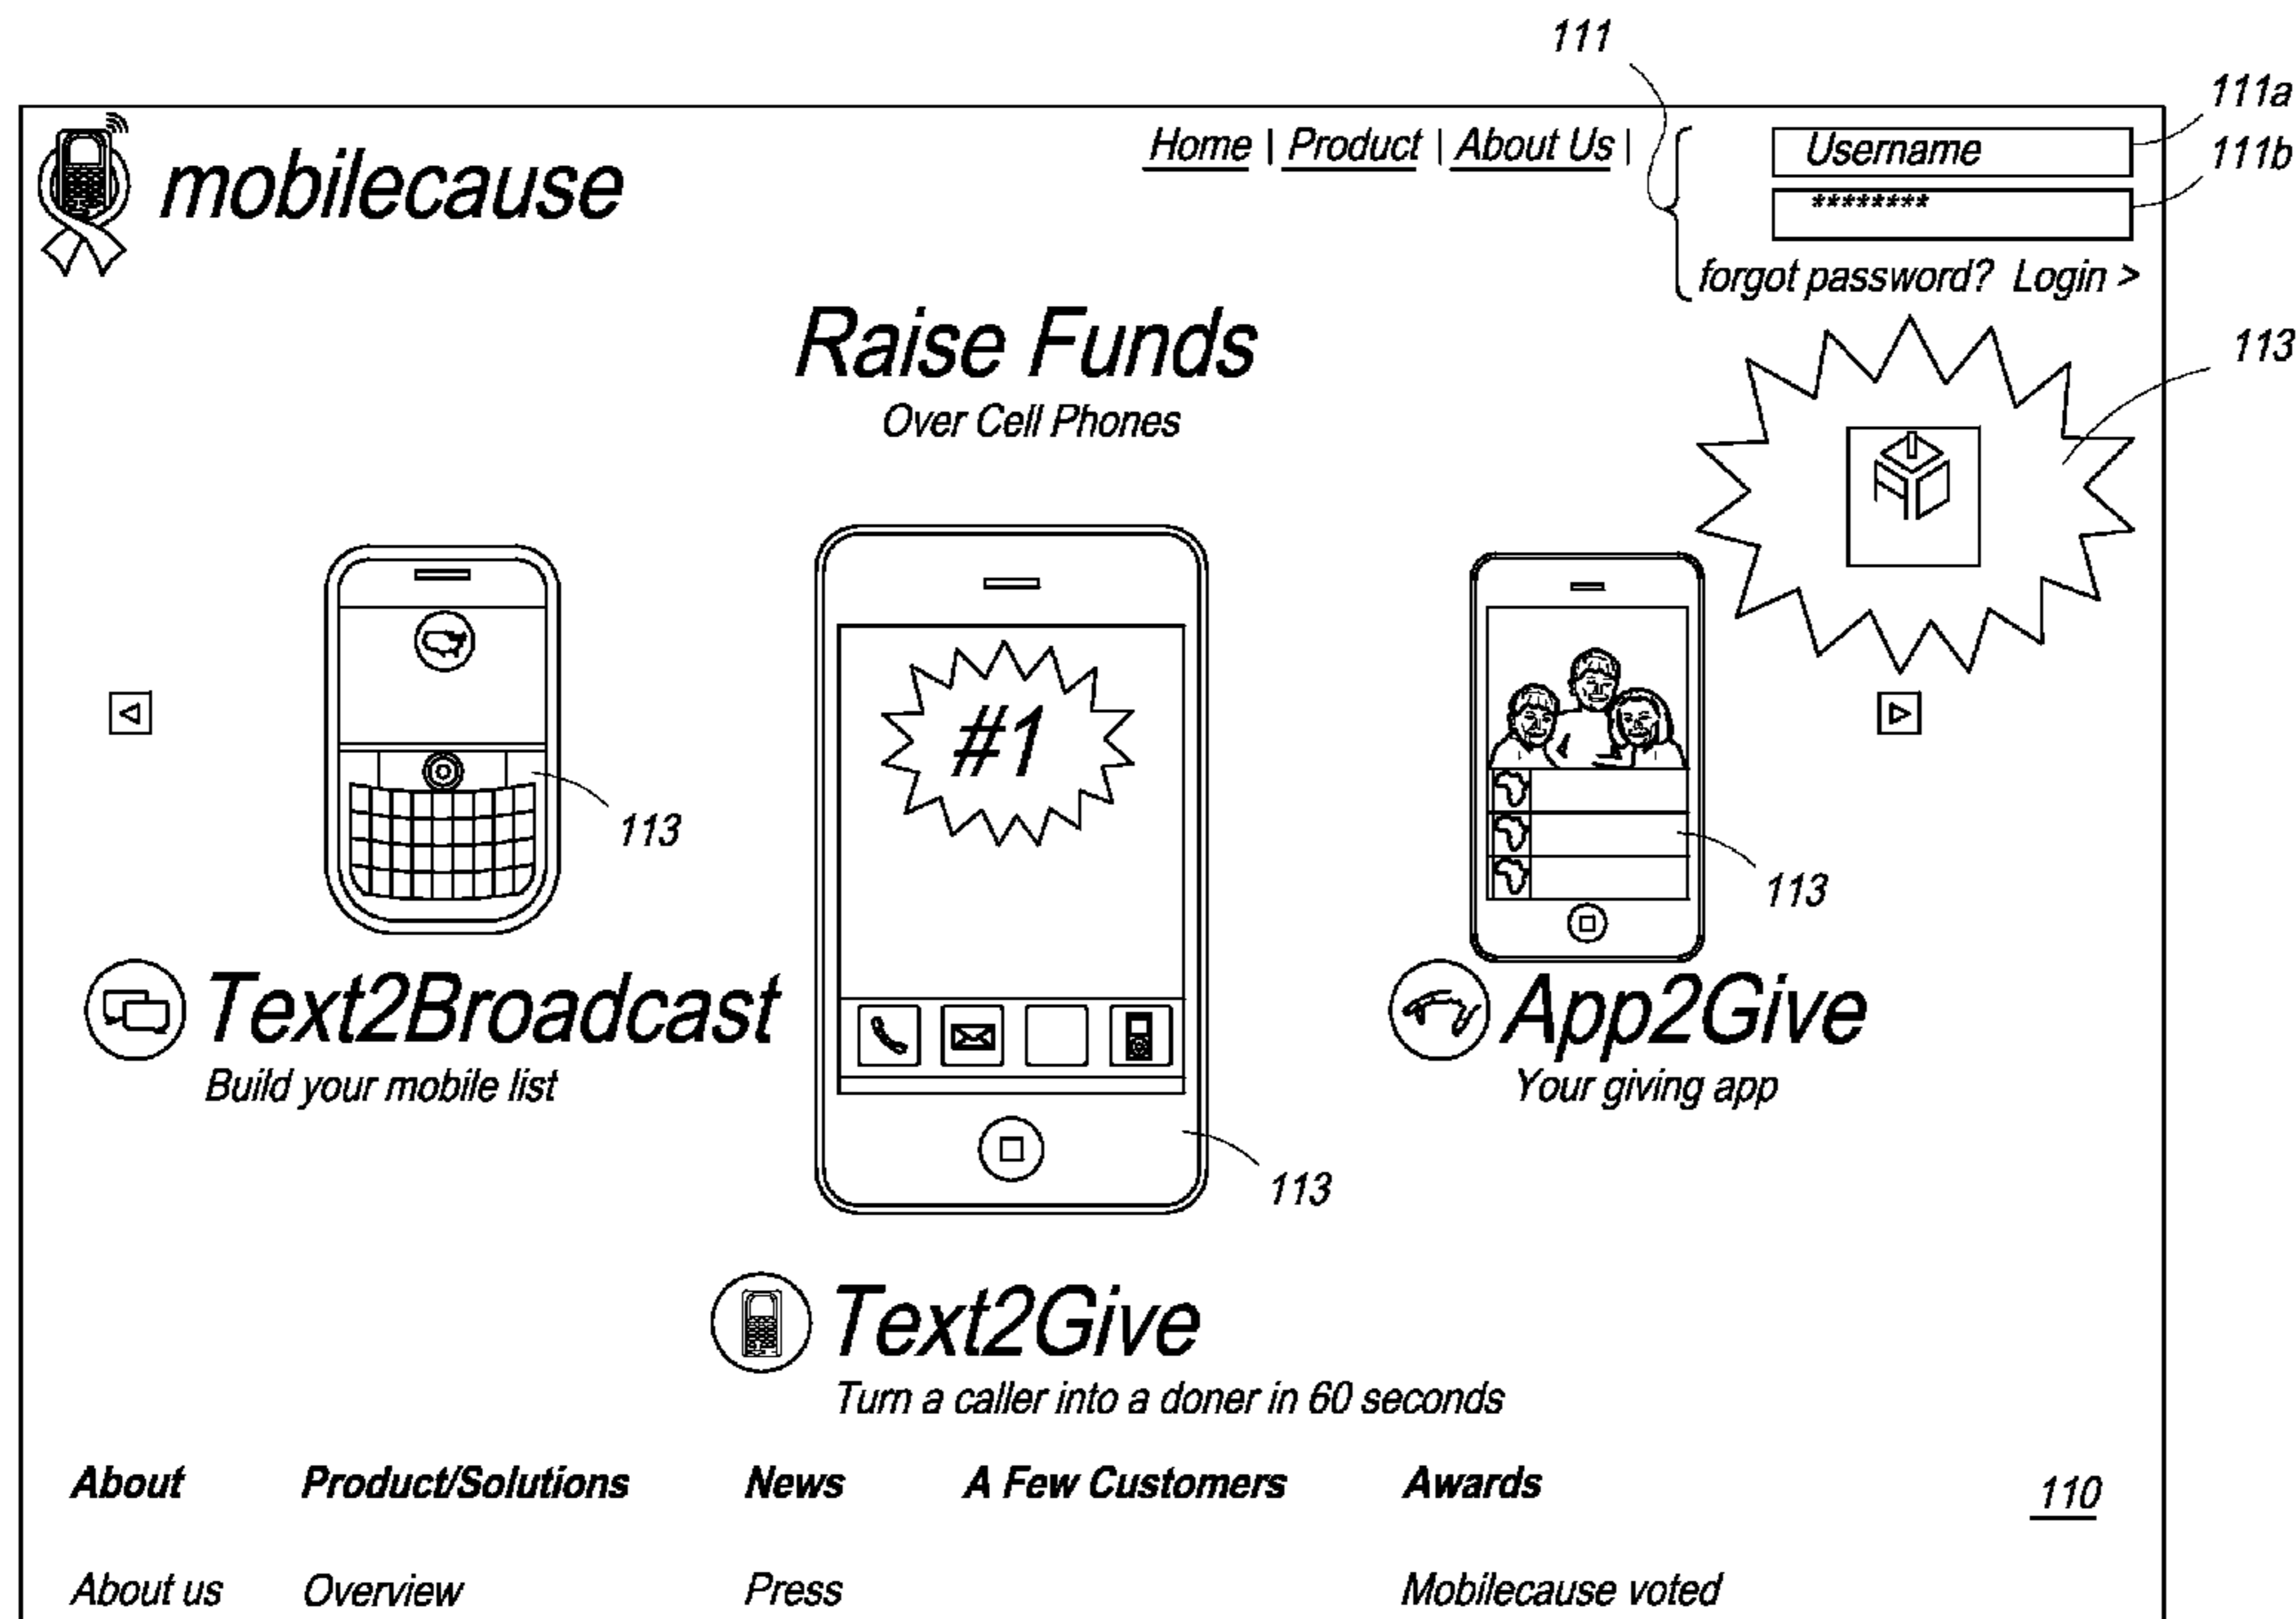 111
111a
mobilecause
Home | Product | About Us |
Username
111b
********
forgot password? Login >
Raise Funds
Over Cell Phones
113
#1
113
113
Text2Broadcast
Build your mobile list
App2Give
Your giving app
113
Text2Give
Turn a caller into a doner in 60 seconds
About Product/Solutions News A Few Customers Awards
110
About us Overview Press Mobilecause voted